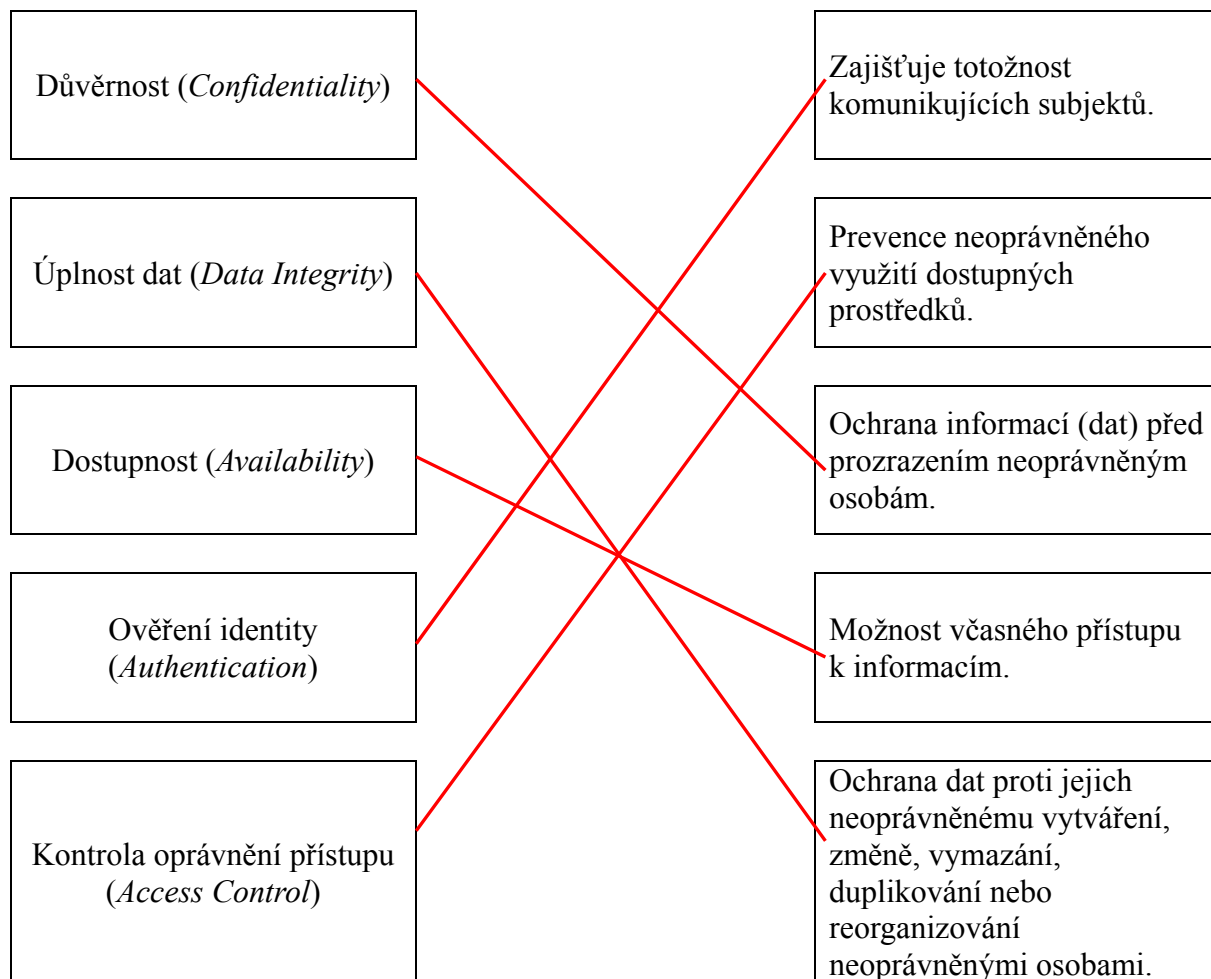 Důvěrnost (Confidentiality)
Zajišťuje totožnost
komunikujících subjektů.
Úplnost dat (Data Integrity)
Prevence neoprávněného
využití dostupných
prostředků.
Dostupnost (Availability)
Ochrana informací (dat) před
prozrazením neoprávněným
osobám.
Ověření identity
(Authentication)
Možnost včasného přístupu
k informacím.
Kontrola oprávnění přístupu
(Access Control)
Ochrana dat proti jejich
neoprávněnému vytváření,
změně, vymazání,
duplikování nebo
reorganizování
neoprávněnými osobami.